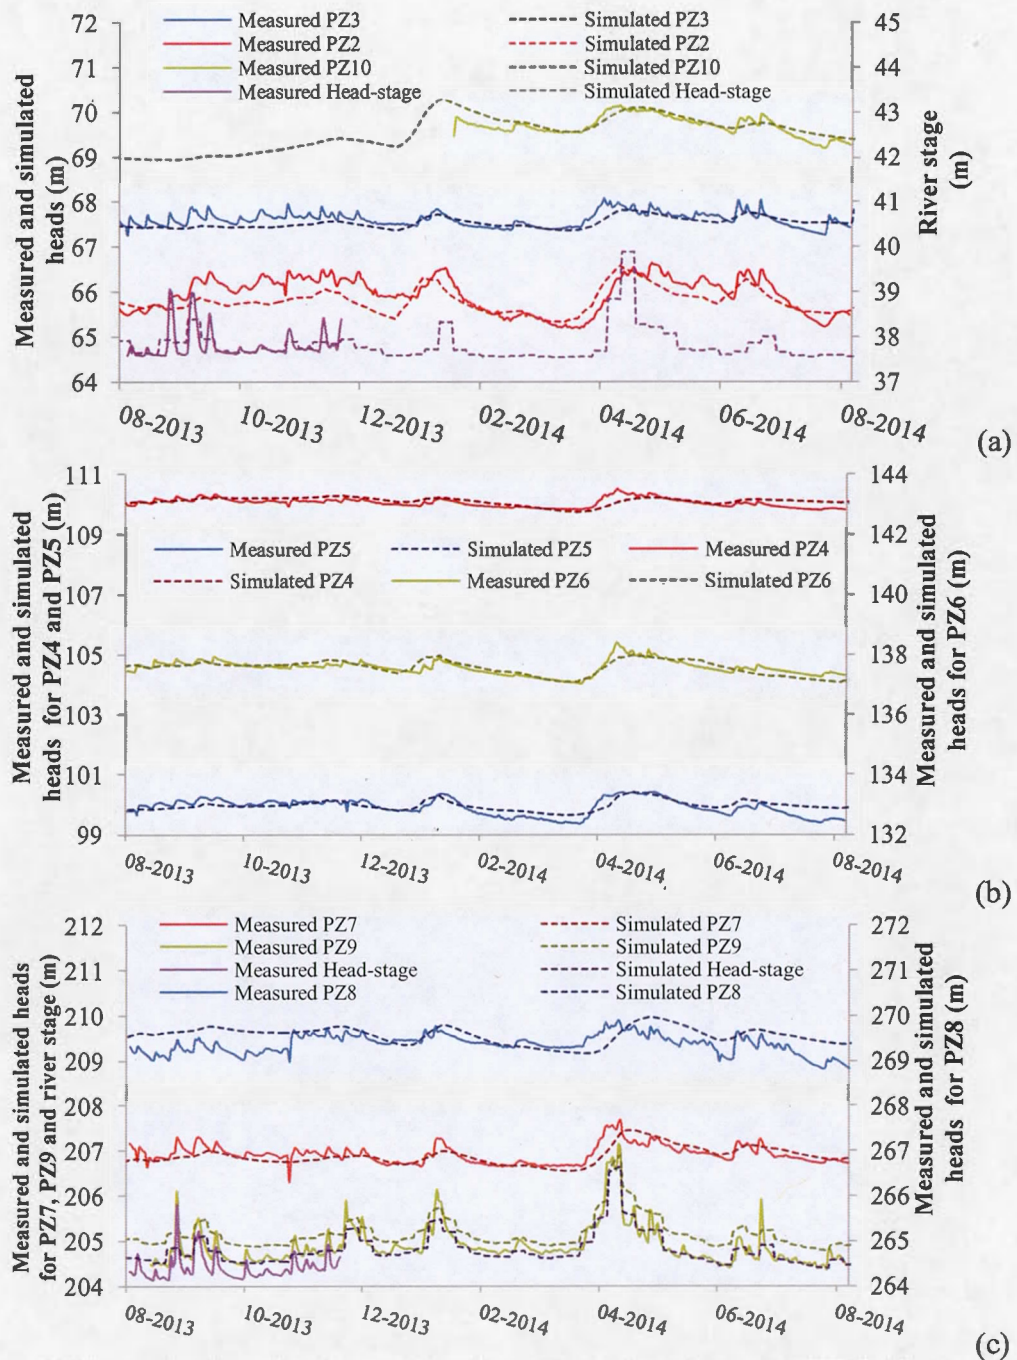 Measured PZ3 Simulated PZ3
Measured PZ2 Simulated PZ2
Measured PZ10 Simulated PZ10
Measured Head-stage Simulated Head-stage
72
71
70
69
68
67
66
65
64
Measured and simulated
heads (m)
45
44
43
42
41
40
39
38
37
River stage
(m)
08-2013 10-2013 12-2013 02-2014 04-2014 06-2014 08-2014
(a)
111
109
107
105
103
101
99
Measured and simulated
heads for PZ4 and PZ5 (m)
Measured PZ5 Simulated PZ5 Measured PZ4
Simulated PZ4 Measured PZ6 Simulated PZ6
144
142
140
138
136
134
132
Measured and simulated
heads for PZ6 (m)
08-2013 10-2013 12-2013 02-2014 04-2014 06-2014 08-2014
(b)
Measured PZ7 Simulated PZ7
Measured PZ9 Simulated PZ9
Measured Head-stage Simulated Head-stage
Measured PZ8 Simulated PZ8
212
211
210
209
208
207
206
205
204
Measured and simulated heads
for PZ7, PZ9 and river stage (m)
272
271
270
269
268
267
266
265
264
Measured and simulated
heads for PZ8 (m)
08-2013 10-2013 12-2013 02-2014 04-2014 06-2014 08-2014
(c)